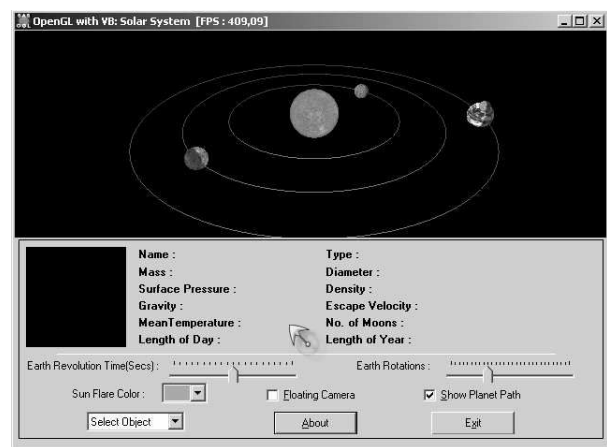 OpenGL with VB: Solar System [FPS : 409,09]
Name : Type :
Mass : Diameter :
Surface Pressure : Density :
Gravity : Escape Velocity :
MeanTemperature : No. of Moons :
Length of Day : Length of Year :
Earth Revolution Time(Secs) : Earth Rotations :
Sun Flare Color : Floating Camera Show Planet Path
Select Object About Exit